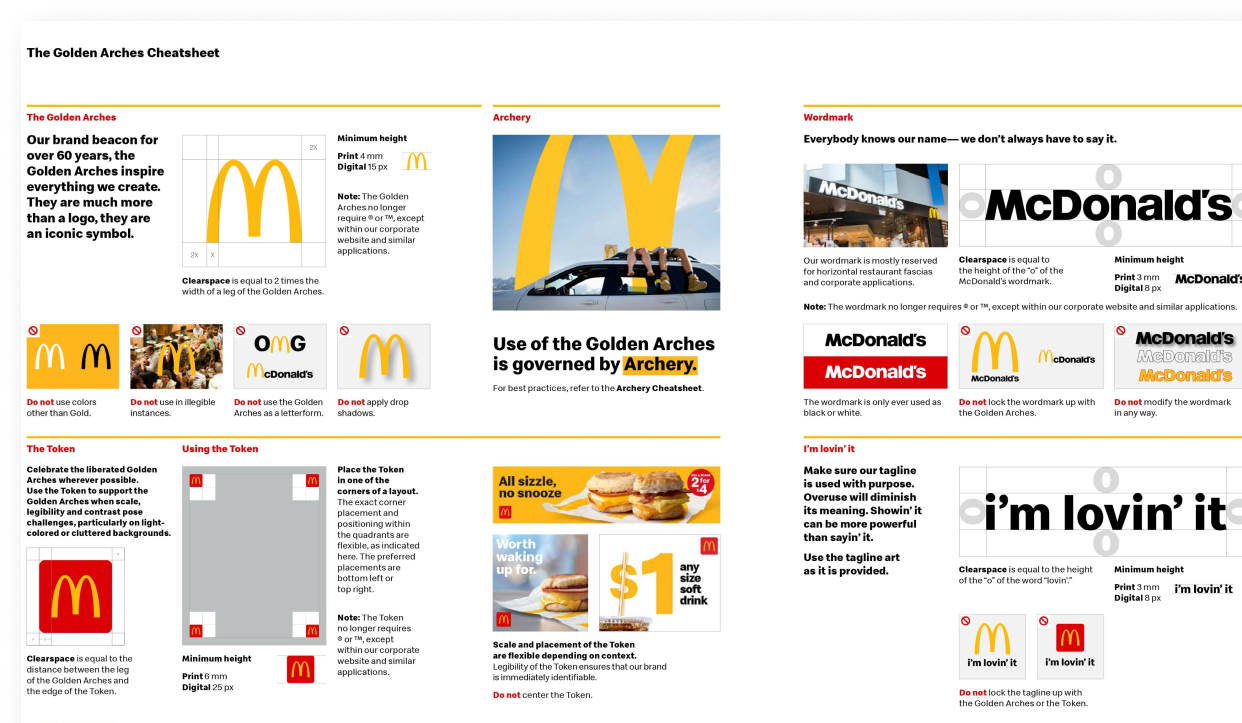 The Golden Arches Cheatsheet
The Golden Arches
Our brand beacon for
over 60 years, the
Golden Arches inspire
everything we create.
They are much more
than a logo, they are
an iconic symbol.
2X
2X
X
Clearspace is equal to 2 times the
width of a leg of the Golden Arches.
Minimum height
Print 4 mm
Digital 15 px
Note: The Golden
Arches no longer
require ® or ™, except
within our corporate
website and similar
applications.
Do not use colors
other than Gold.
Do not use in illegible
instances.
OMG
McDonald's
Do not use the Golden
Arches as a letterform.
Do not apply drop
shadows.
Archery
Use of the Golden Arches
is governed by Archery.
For best practices, refer to the Archery Cheatsheet.
Wordmark
Everybody knows our name— we don't always have to say it.
McDonald's
Our wordmark is mostly reserved
for horizontal restaurant fascias
and corporate applications.
McDonald's
Clearspace is equal to
the height of the "o" of the
McDonald's wordmark.
Minimum height
Print 3 mm
Digital 8 px
McDonald's
Note: The wordmark no longer requires ® or ™, except within our corporate website and similar applications.
McDonald's
McDonald's
The wordmark is only ever used as
black or white.
McDonald's
McDonald's
Do not lock the wordmark up with
the Golden Arches.
McDonald's
McDonald's
McDonald's
Do not modify the wordmark
in any way.
The Token
Celebrate the liberated Golden
Arches wherever possible.
Use the Token to support the
Golden Arches when scale,
legibility and contrast pose
challenges, particularly on light-
colored or cluttered backgrounds.
Clearspace is equal to the
distance between the leg
of the Golden Arches and
the edge of the Token.
Using the Token
Minimum height
Print 6 mm
Digital 25 px
Place the Token
in one of the
corners of a layout.
The exact corner
placement and
positioning within
the quadrants are
flexible, as indicated
here. The preferred
placements are
bottom left or
top right.
Note: The Token
no longer requires
® or ™, except
within our corporate
website and similar
applications.
All sizzle,
no snooze
2 for
$4
Worth
waking
up for.
$1
any
size
soft
drink
Scale and placement of the Token
are flexible depending on context.
Legibility of the Token ensures that our brand
is immediately identifiable.
Do not center the Token.
I'm lovin' it
Make sure our tagline
is used with purpose.
Overuse will diminish
its meaning. Showin' it
can be more powerful
than sayin' it.
Use the tagline art
as it is provided.
i'm lovin' it
Clearspace is equal to the height
of the "o" of the word "lovin'."
Minimum height
Print 3 mm
Digital 8 px
i'm lovin' it
i'm lovin' it
i'm lovin' it
Do not lock the tagline up with
the Golden Arches or the Token.